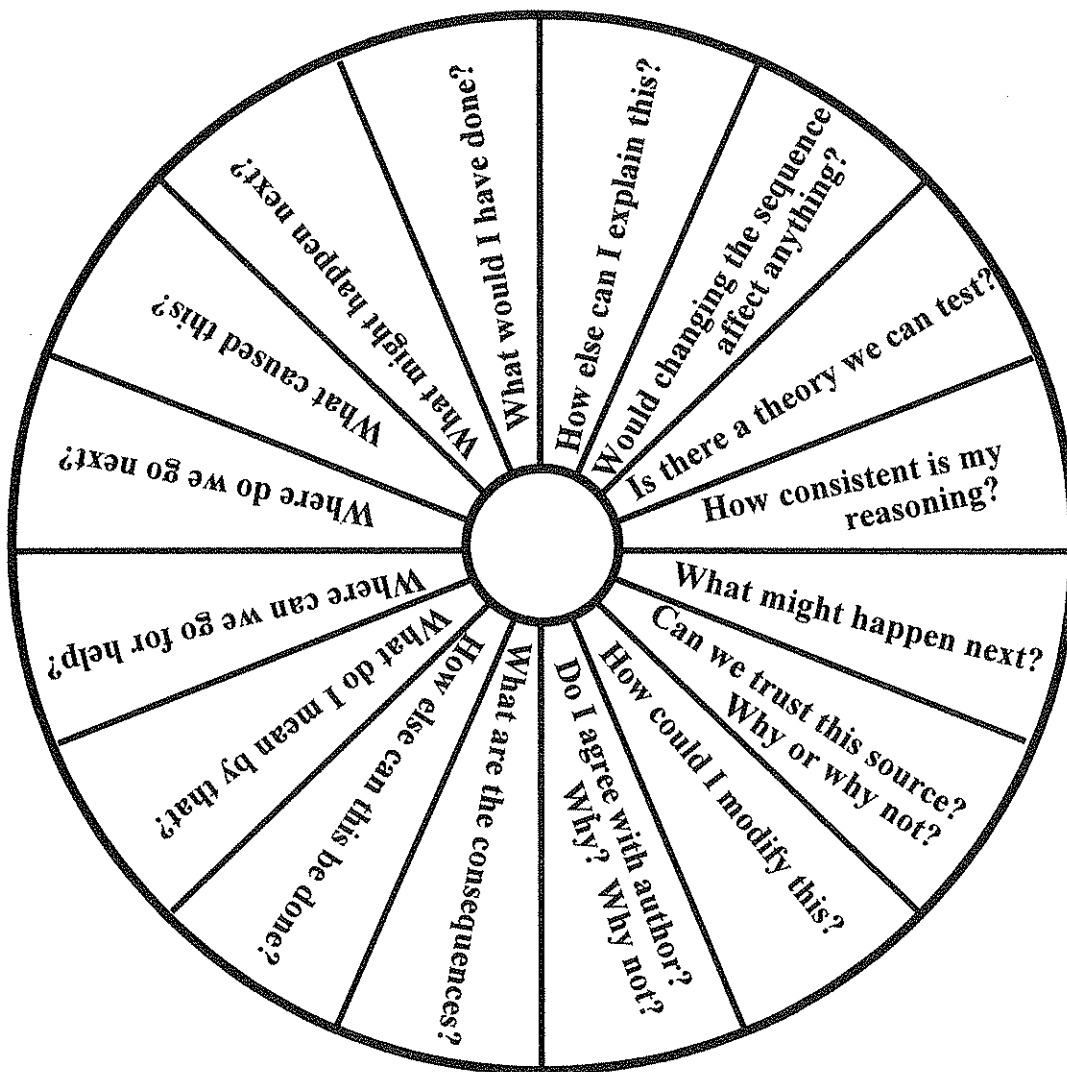 How else can I explain this?
Would changing the sequence
affect anything?
Is there a theory we can test?
How consistent is my
reasoning?
What might happen next?
Can we trust this source?
Why or why not?
How could I modify this?
Do I agree with author?
Why? Why not?
What are the consequences?
How else can this be done?
What do I mean by that?
Where can we go for help?
Where do we go next?
What caused this?
What might happen next?
What would I have done?